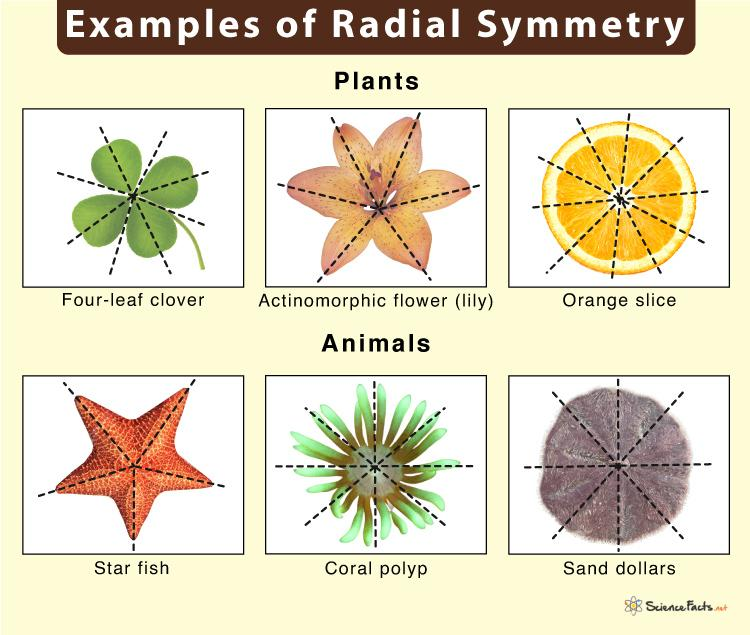 Examples of Radial Symmetry
Plants
Four-leaf clover
Actinomorphic flower (lily)
Orange slice
Animals
Star fish
Coral polyp
Sand dollars
ScienceFacts.net